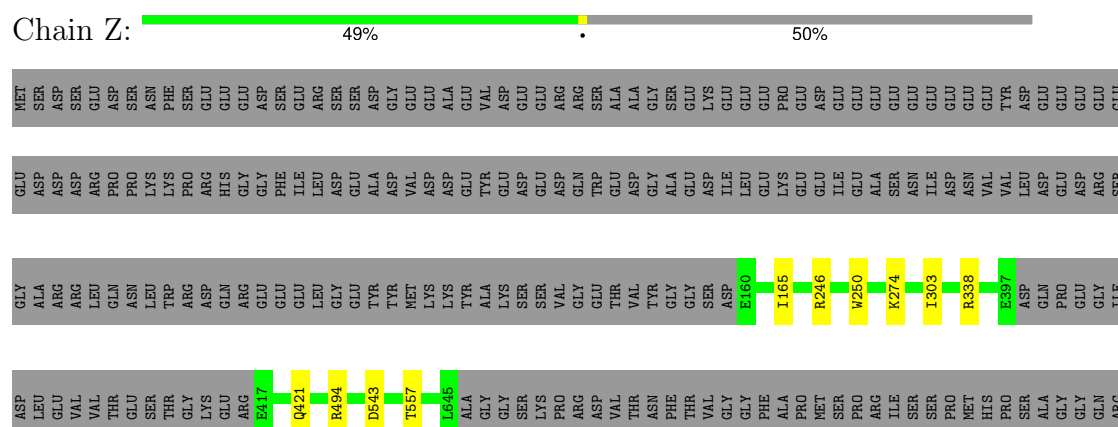 Chain Z:
49% • 50%
MET SER ASP SER GLU ASP SER ASN PHE SER GLU GLU GLU ASP SER GLU ARG SER SER ASP GLY GLU GLU ALA GLU VAL ASP GLU GLU ARG ARG SER ALA ALA GLY SER GLU LYS GLU GLU GLU GLU PRO GLU ASP GLU GLU GLU GLU GLU GLU GLU GLU GLU TYR ASP GLU GLU GLU GLU GLU
GLU ASP ASP ASP ARG PRO PRO LYS LYS PRO ARG HIS GLY GLY PHE ILE LEU ASP GLU ALA ASP VAL ASP ASP GLU TYR GLU ASP GLU ASP GLN TRP GLU ASP GLY ALA GLU ASP ILE LEU GLU LYS GLU GLU ILE GLU ALA SER ASN ILE ASP ASN VAL VAL LEU ASP GLU ASP ARG
GLY ALA ARG ARG LEU GLN ASN LEU TRP ARG ASP GLN ARG GLU GLU GLU LEU GLY GLU TYR TYR MET LYS LYS TYR ALA LYS SER SER VAL GLY GLU THR VAL TYR GLY GLY SER ASP E160 I165 R246 W250 K274 I303 R338 E397 ASP GLN PRO GLU GLY ILE
ASP LEU GLU VAL VAL THR GLU SER THR GLY LYS GLU ARG E417 Q421 R494 D543 T557 L645 ALA GLY GLY SER LYS PRO ARG ASP VAL THR ASN PHE THR VAL GLY GLY PHE ALA PRO MET SER PRO ARG ILE SER SER PRO MET HIS PRO SER ALA GLY GLY GLN ARG